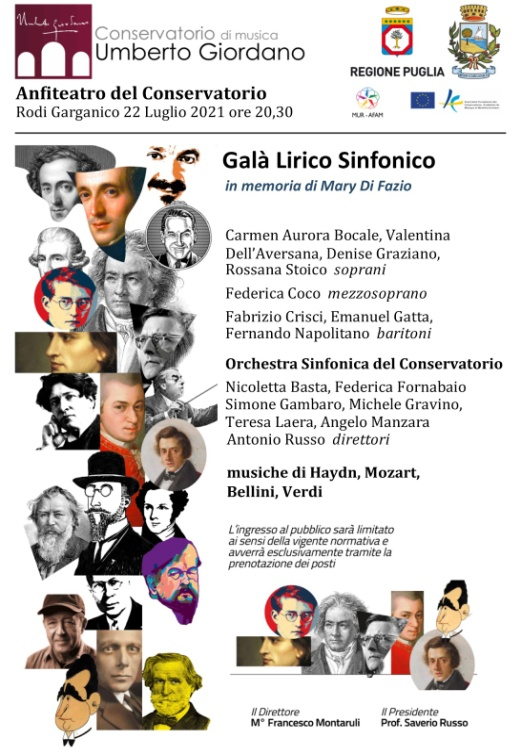 Conservatorio di musica
Umberto Giordano
REGIONE PUGLIA
Anfiteatro del Conservatorio
Rodi Garganico 22 Luglio 2021 ore 20,30
MUR - AFAM
Galà Lirico Sinfonico
in memoria di Mary Di Fazio
Carmen Aurora Bocale, Valentina
Dell’Aversana, Denise Graziano,
Rossana Stoico soprani
Federica Coco mezzosoprano
Fabrizio Crisci, Emanuel Gatta,
Fernando Napolitano baritoni
Orchestra Sinfonica del Conservatorio
Nicoletta Basta, Federica Fornabaio
Simone Gambaro, Michele Gravino,
Teresa Laera, Angelo Manzara
Antonio Russo direttori
musiche di Haydn, Mozart,
Bellini, Verdi
L’ingresso al pubblico sarà limitato
ai sensi della vigente normativa e
avverrà esclusivamente tramite la
prenotazione dei posti
Il Direttore
M° Francesco Montaruli
Il Presidente
Prof. Saverio Russo